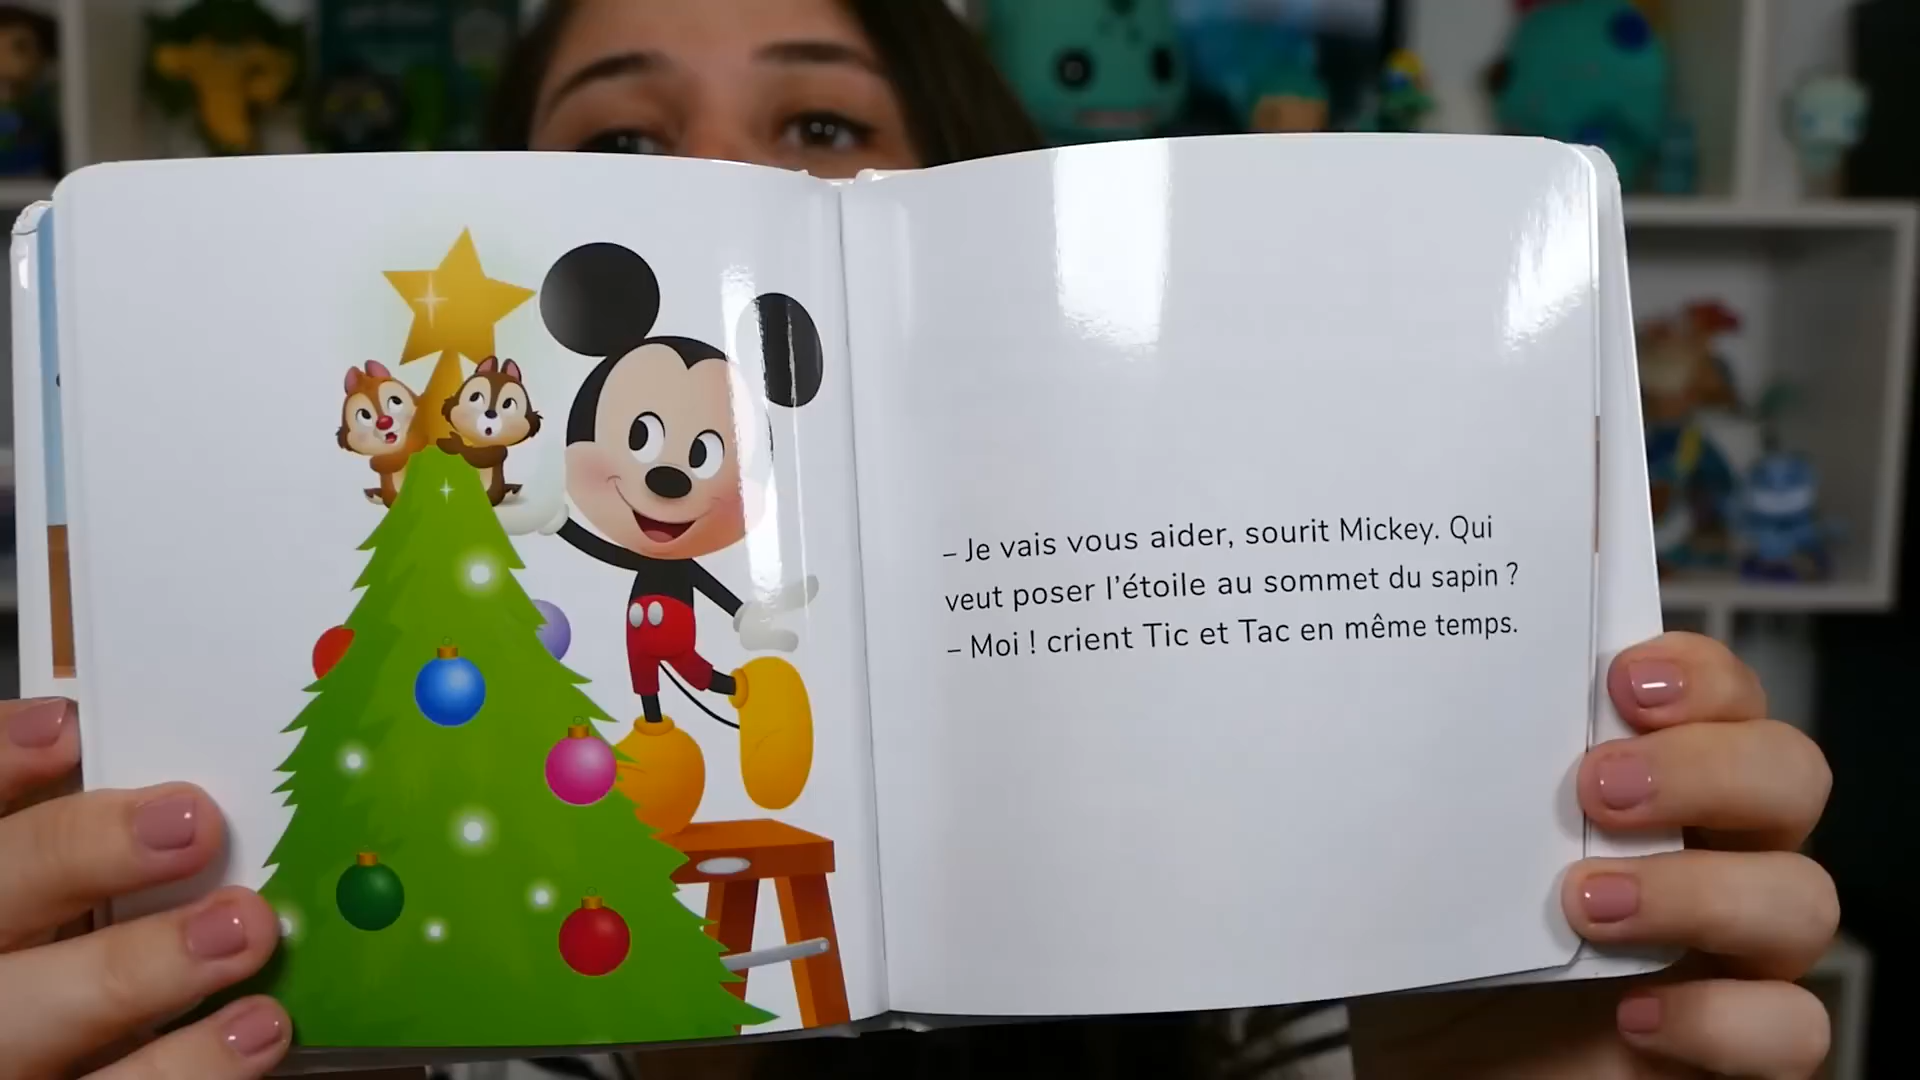 – Je vais vous aider, sourit Mickey. Qui
veut poser l’étoile au sommet du sapin ?
– Moi ! crient Tic et Tac en même temps.